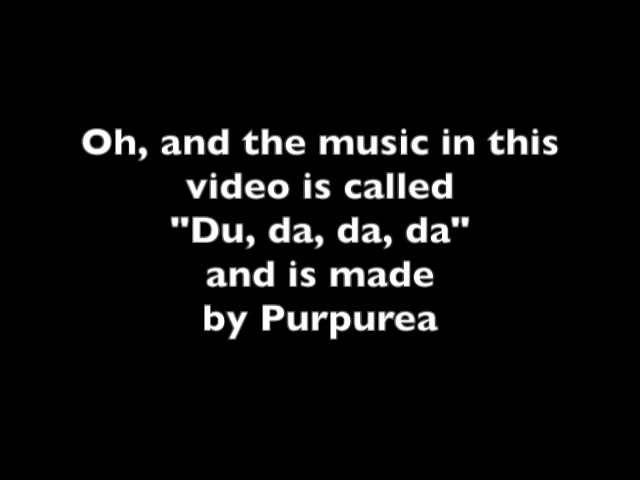 Oh, and the music in this
video is called
"Du, da, da, da"
and is made
by Purpurea